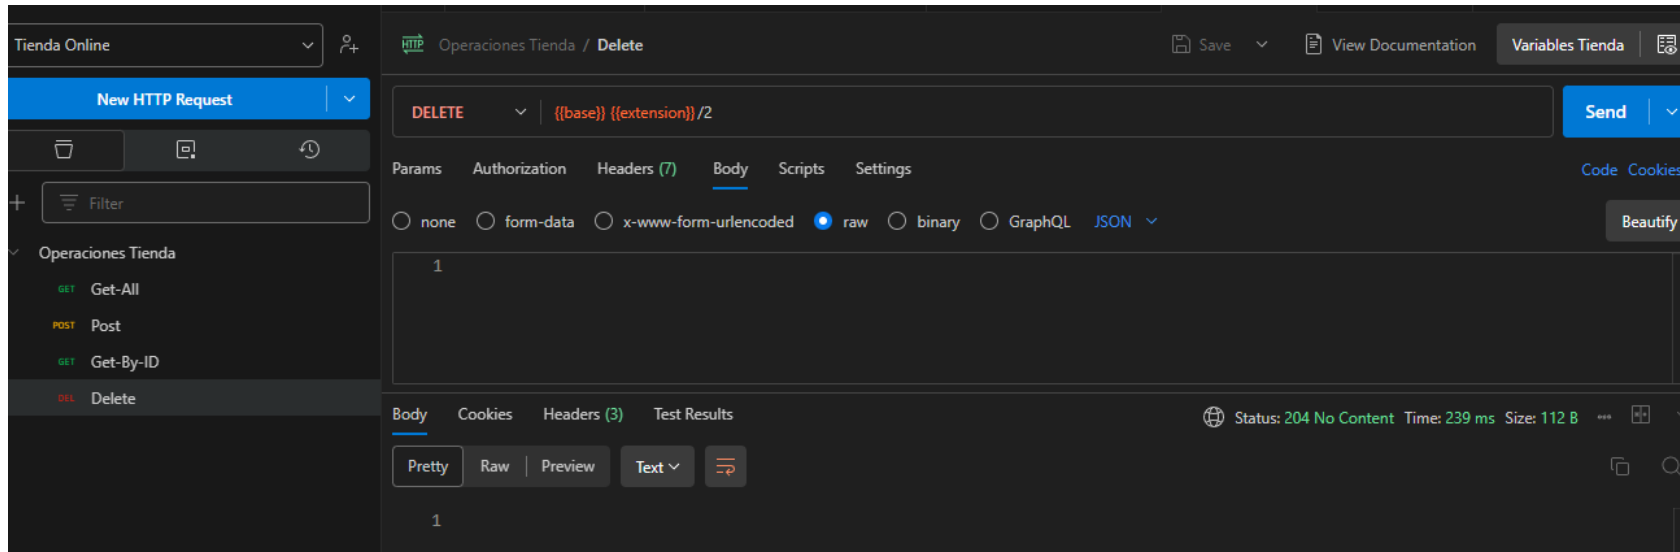 Tienda Online
New HTTP Request
Filter
Operaciones Tienda
GET Get-All
POST Post
GET Get-By-ID
DEL Delete
HTTP Operaciones Tienda / Delete
Save
View Documentation
Variables Tienda
DELETE
{{base}} {{extension}}/2
Send
Params Authorization Headers (7) Body Scripts Settings
Code Cookies
none form-data x-www-form-urlencoded raw binary GraphQL JSON
Beautify
1
Body Cookies Headers (3) Test Results
Status: 204 No Content Time: 239 ms Size: 112 B
Pretty Raw Preview Text
1